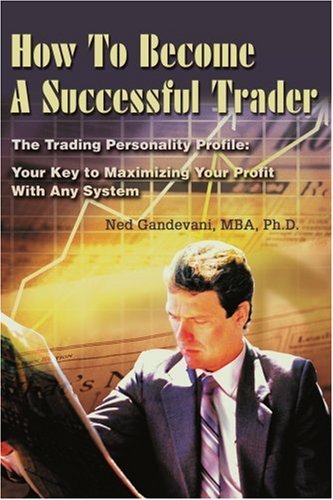 How To Become
A Successful Trader
The Trading Personality Profile:
Your Key to Maximizing Your Profit
With Any System
Ned Gandevani, MBA, Ph.D.